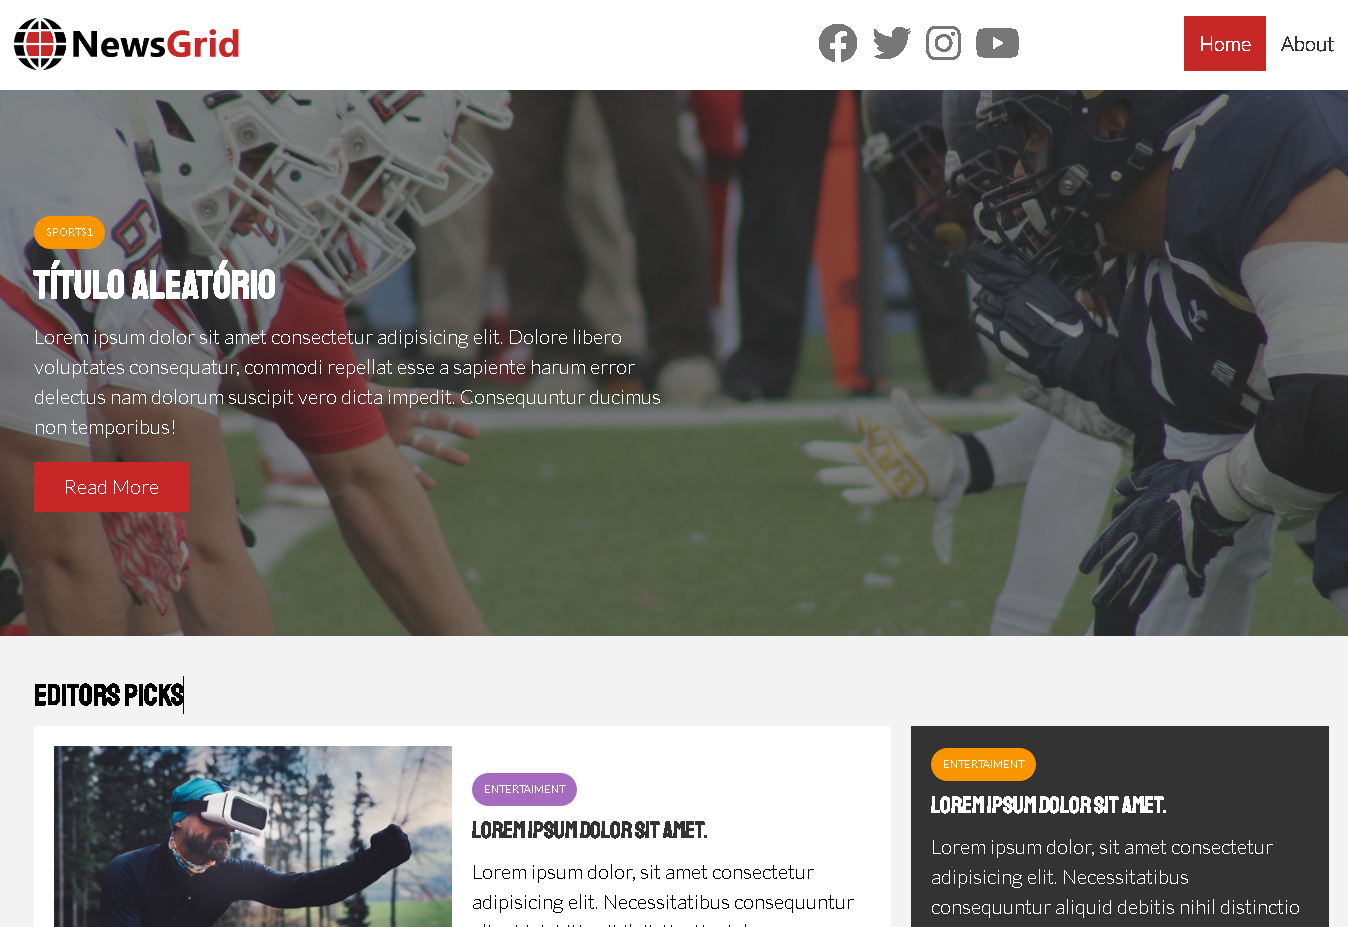 NewsGrid
Home
About
SPORTS1
TÍTULO ALEATÓRIO
Lorem ipsum dolor sit amet consectetur adipisicing elit. Dolore libero
voluptates consequatur, commodi repellat esse a sapiente harum error
delectus nam dolorum suscipit vero dicta impedit. Consequuntur ducimus
non temporibus!
Read More
EDITORS PICKS
ENTERTAIMENT
LOREM IPSUM DOLOR SIT AMET.
Lorem ipsum dolor, sit amet consectetur
adipisicing elit. Necessitatibus consequuntur
ENTERTAIMENT
LOREM IPSUM DOLOR SIT AMET.
Lorem ipsum dolor, sit amet consectetur
adipisicing elit. Necessitatibus
consequuntur aliquid debitis nihil distinctio